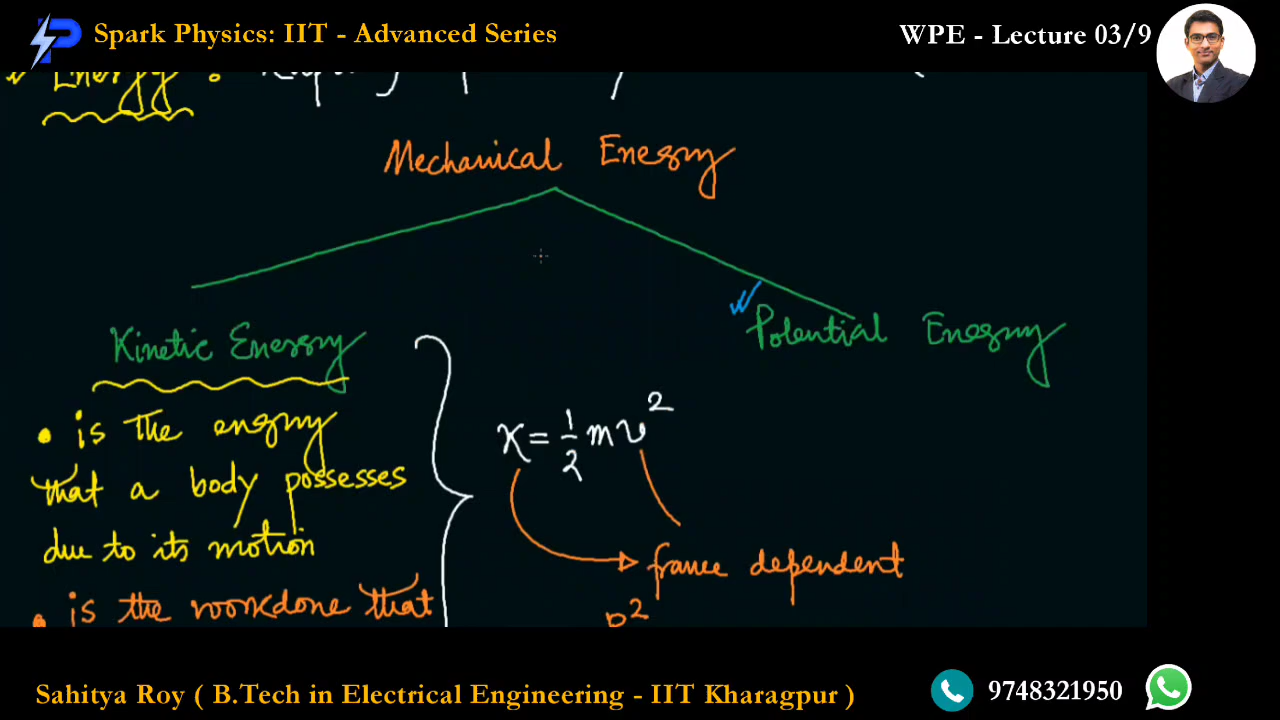 Spark Physics: IIT - Advanced Series
WPE - Lecture 03/9
Energy :
Mechanical Energy
Kinetic Energy
Potential Energy
• is the energy
that a body possesses
due to its motion
• is the workdone that
K = 1/2 mv²
frame dependent
P²
Sahitya Roy ( B.Tech in Electrical Engineering - IIT Kharagpur )
9748321950